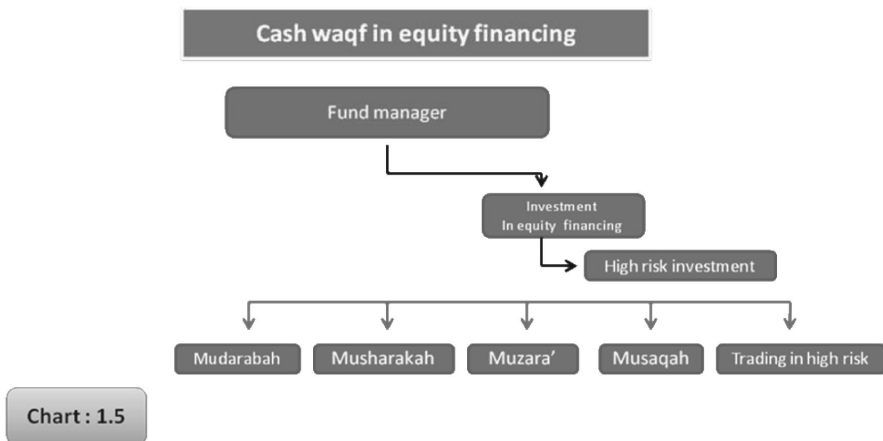 Cash waqf in equity financing
Fund manager
Investment
In equity financing
High risk investment
Mudarabah
Musharakah
Muzara’
Musaqah
Trading in high risk
Chart : 1.5